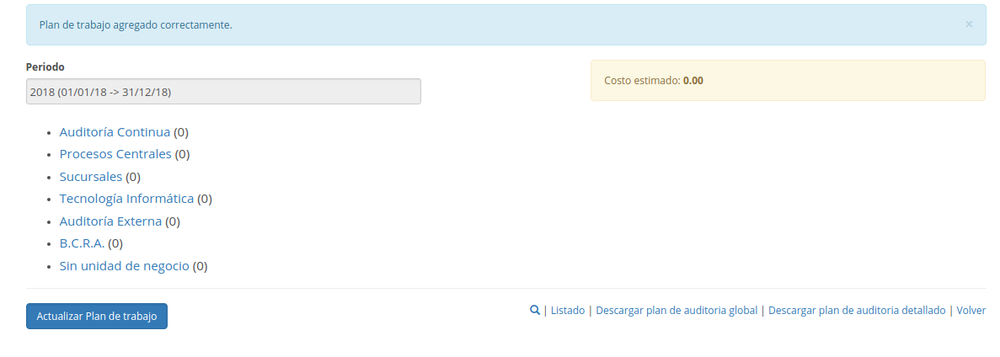 Plan de trabajo agregado correctamente. ×
Periodo
2018 (01/01/18 -> 31/12/18)
Costo estimado: 0.00
• Auditoría Continua (0)
• Procesos Centrales (0)
• Sucursales (0)
• Tecnología Informática (0)
• Auditoría Externa (0)
• B.C.R.A. (0)
• Sin unidad de negocio (0)
Actualizar Plan de trabajo
| Listado | Descargar plan de auditoria global | Descargar plan de auditoria detallado | Volver